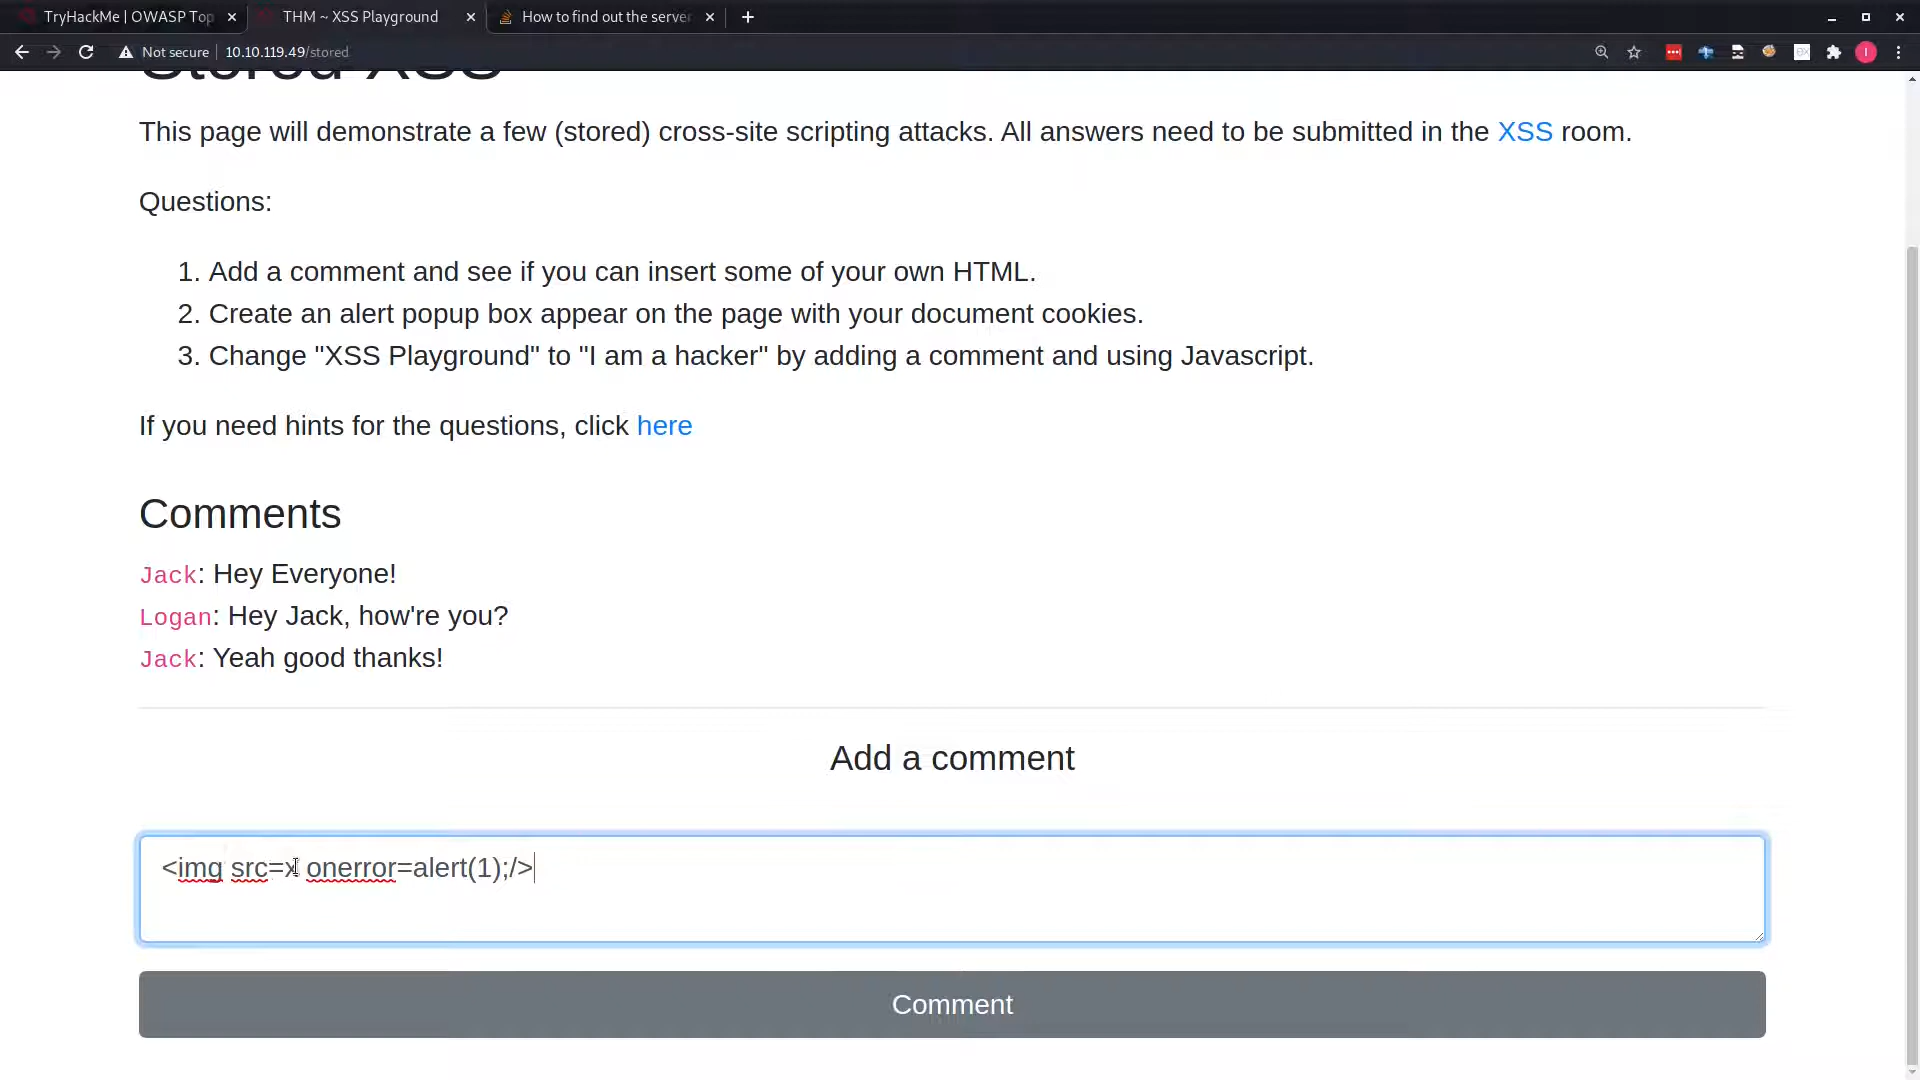 TryHackMe | OWASP Top
THM ~ XSS Playground
How to find out the server
Not secure
10.10.119.49/stored
Stored XSS
This page will demonstrate a few (stored) cross-site scripting attacks. All answers need to be submitted in the XSS room.
Questions:
1. Add a comment and see if you can insert some of your own HTML.
2. Create an alert popup box appear on the page with your document cookies.
3. Change "XSS Playground" to "I am a hacker" by adding a comment and using Javascript.
If you need hints for the questions, click here
Comments
Jack: Hey Everyone!
Logan: Hey Jack, how're you?
Jack: Yeah good thanks!
Add a comment
<img src=x onerror=alert(1);/>
Comment